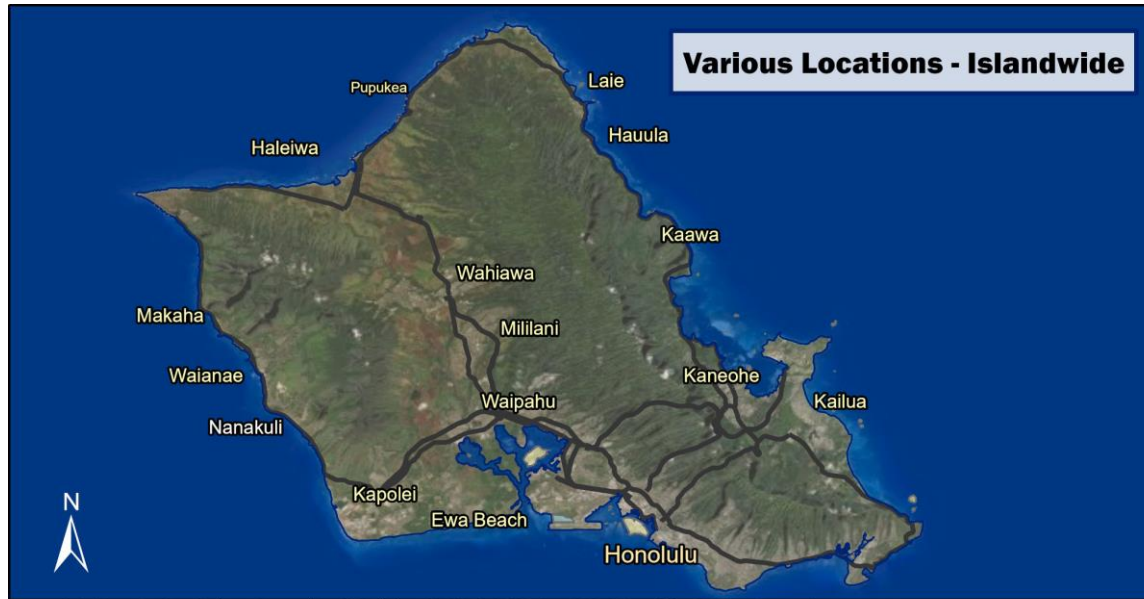 Various Locations - Islandwide
Pupukea
Laie
Hauula
Haleiwa
Kaawa
Wahiawa
Makaha
Mililani
Waianae
Kaneohe
Waipahu
Kailua
Nanakuli
Kapolei
N
Ewa Beach
Honolulu